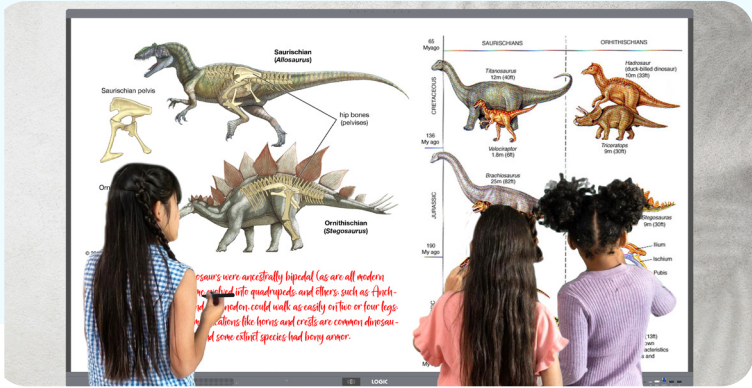 Saurischian
(Allosaurus)
Saurischian pelvis
hip bones
(pelvises)
Ornithischian
(Stegosaurus)
were ancestrally bipedal (as are all modern
evolved into quadrupeds, and others, such as Anch-
could walk as easily on two or four legs.
like horns and crests are common dinosau-
some extinct species had bony armor.
65
My ago
SAURISCHIANS
ORNITHISCHIANS
CRETACEOUS
Titanosaurus
12m (40ft)
Hadrosaur
(duck-billed dinosaur)
10m (33ft)
Velociraptor
1.8m (6ft)
Triceratops
9m (30ft)
136
My ago
JURASSIC
Brachiosaurus
25m (82ft)
Stegosaurus
9m (30ft)
190
My ago
Ilium
Ischium
Pubis
LOGIC